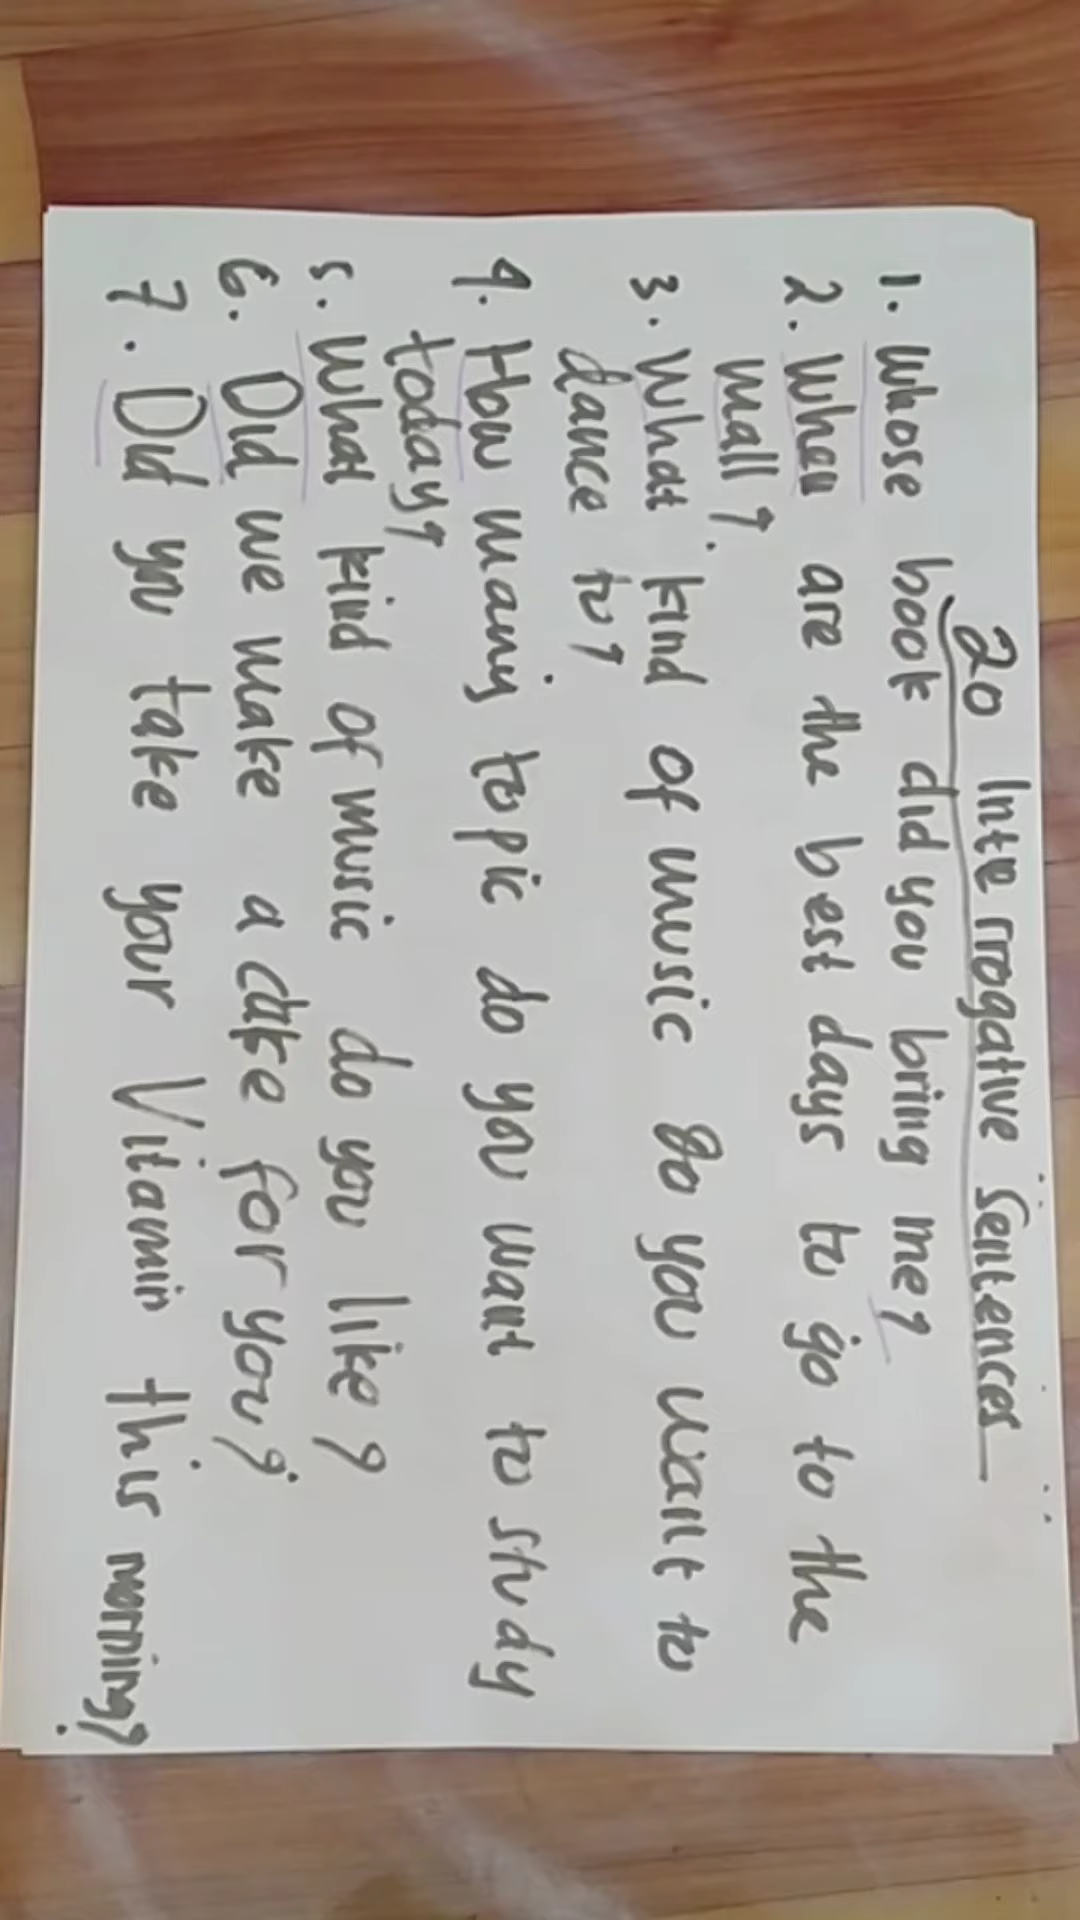 20 Interrogative Sentences
1. Whose book did you bring me?
2. When are the best days to go to the
mall?
3. What kind of music do you want to
dance to?
4. How many topic do you want to study
today?
5. What kind of music do you like?
6. Did we make a cake for you?
7. Did you take your Vitamin this morning?